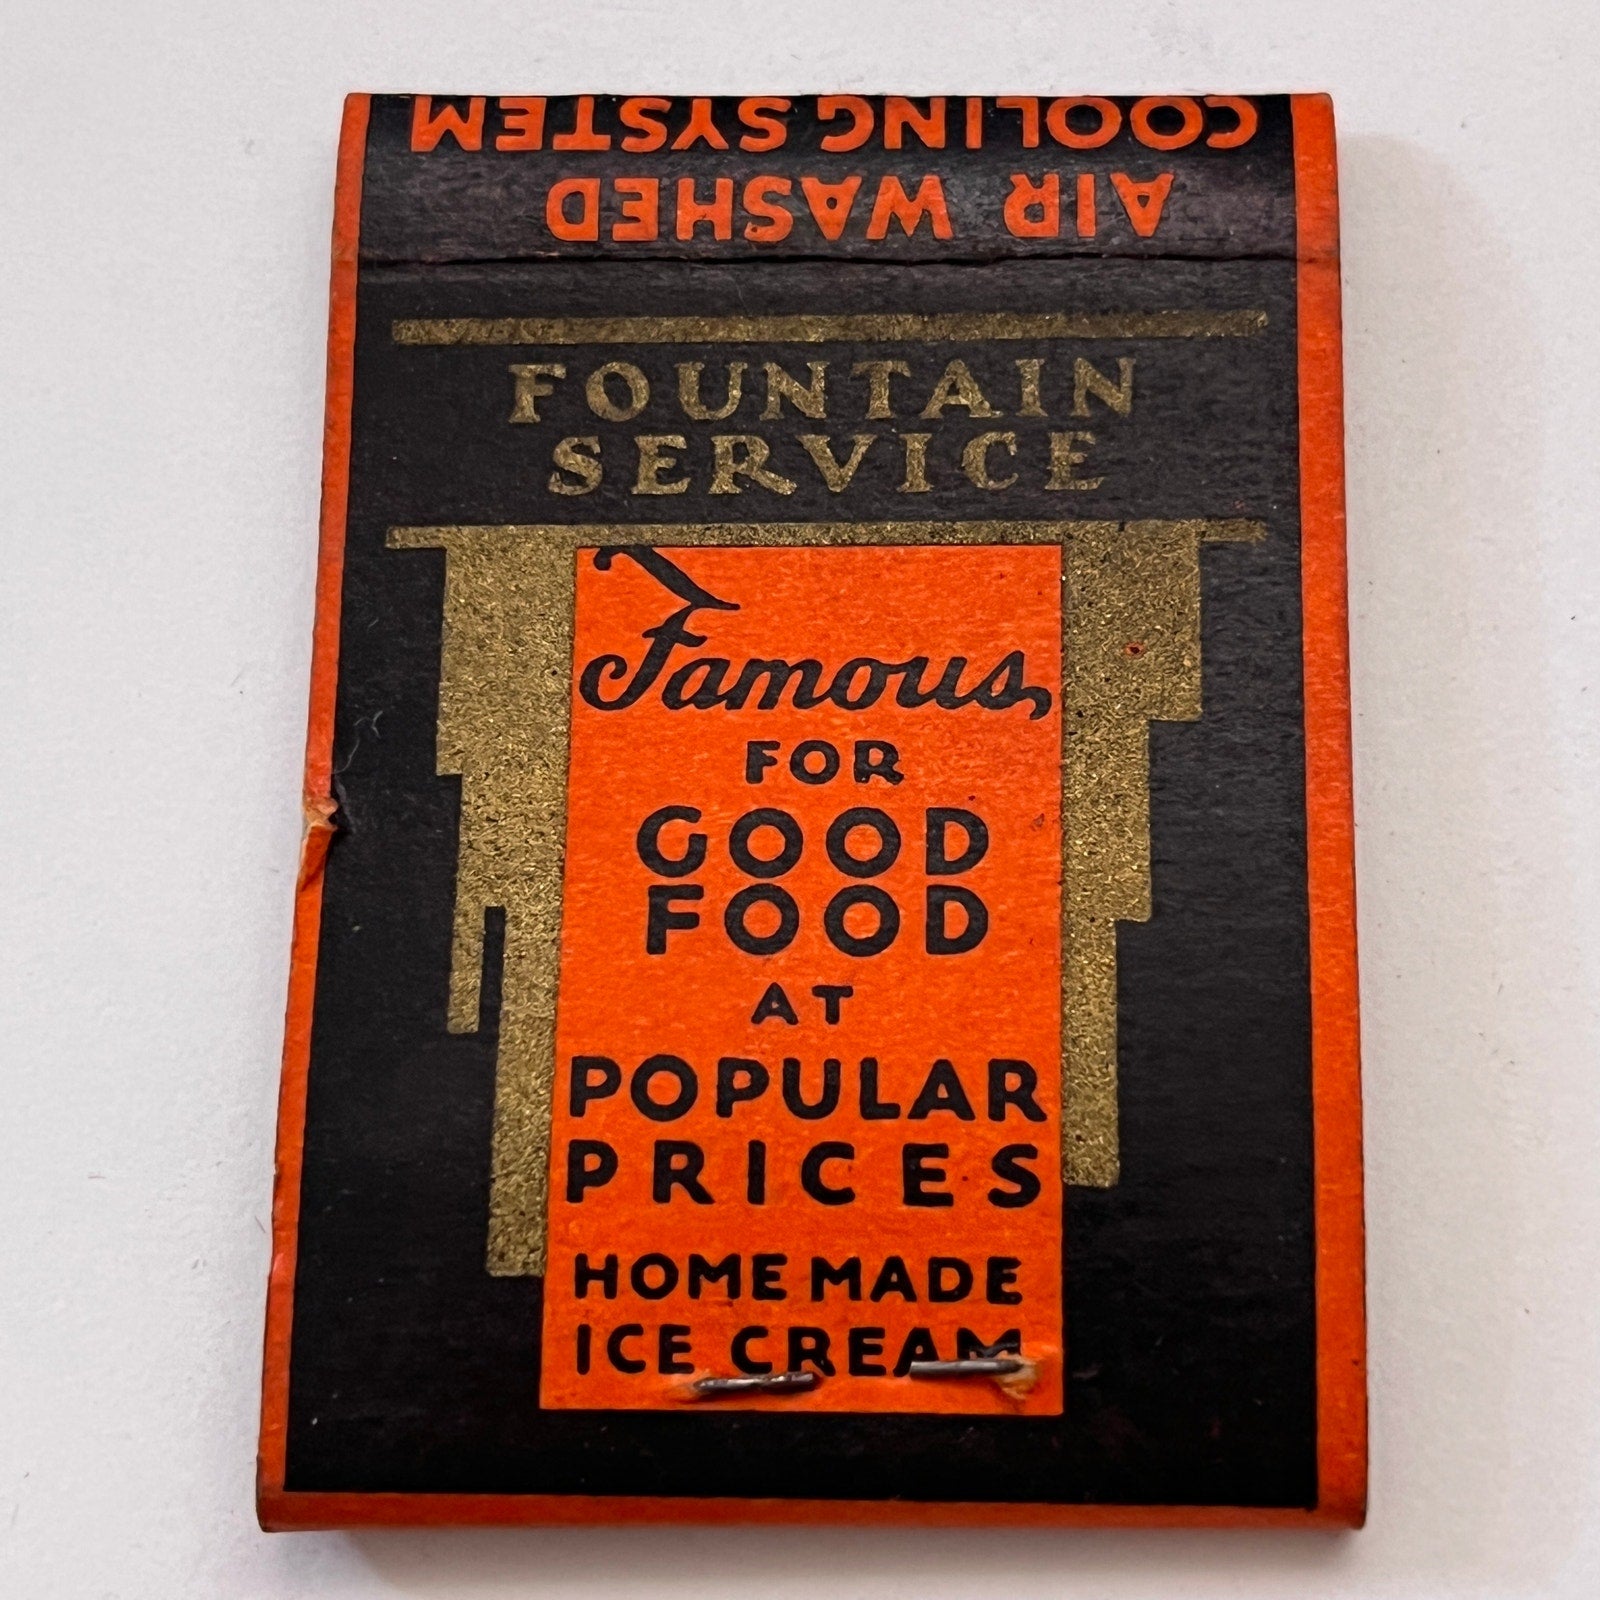 AIR WASHED
COOLING SYSTEM
FOUNTAIN
SERVICE
Famous
FOR
GOOD
FOOD
AT
POPULAR
PRICES
HOME MADE
ICE CREAM